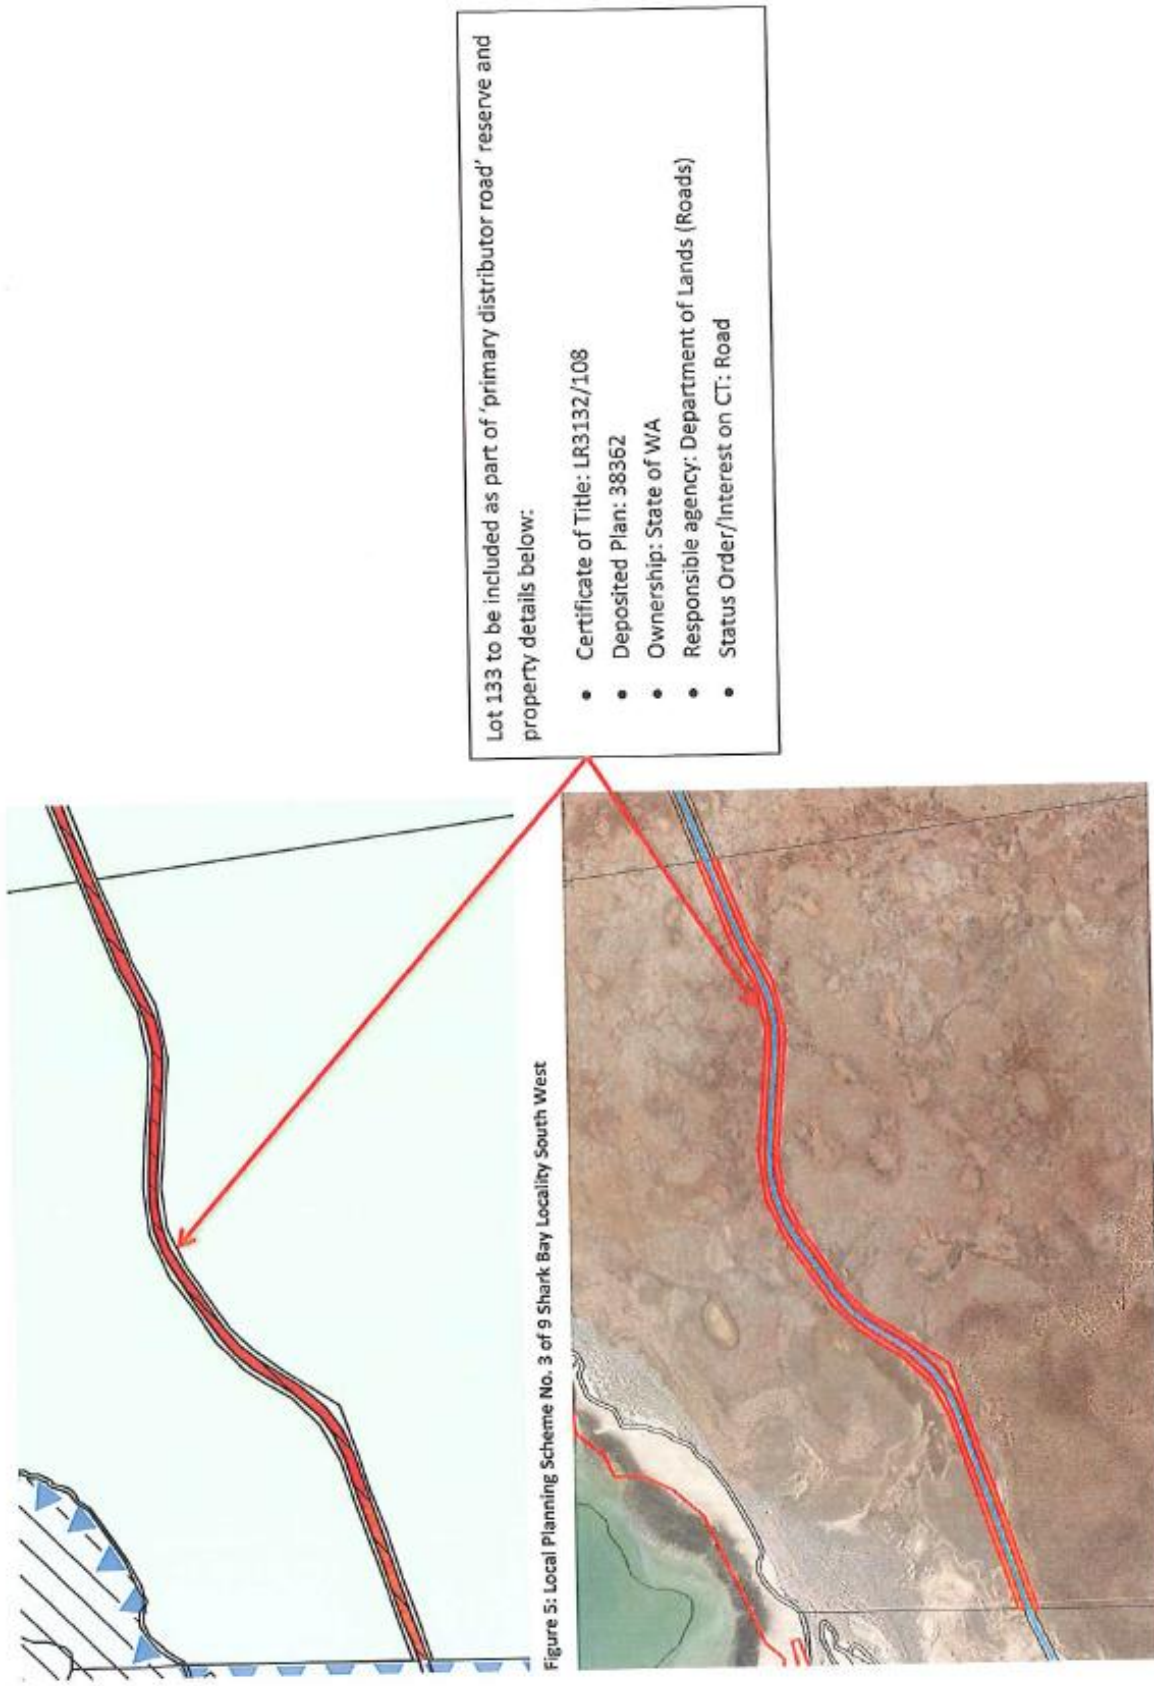 Lot 133 to be included as part of ‘primary distributor road’ reserve and
property details below:
• Certificate of Title: LR3132/108
• Deposited Plan: 38362
• Ownership: State of WA
• Responsible agency: Department of Lands (Roads)
• Status Order/Interest on CT: Road
Figure 5: Local Planning Scheme No. 3 of 9 Shark Bay Locality South West